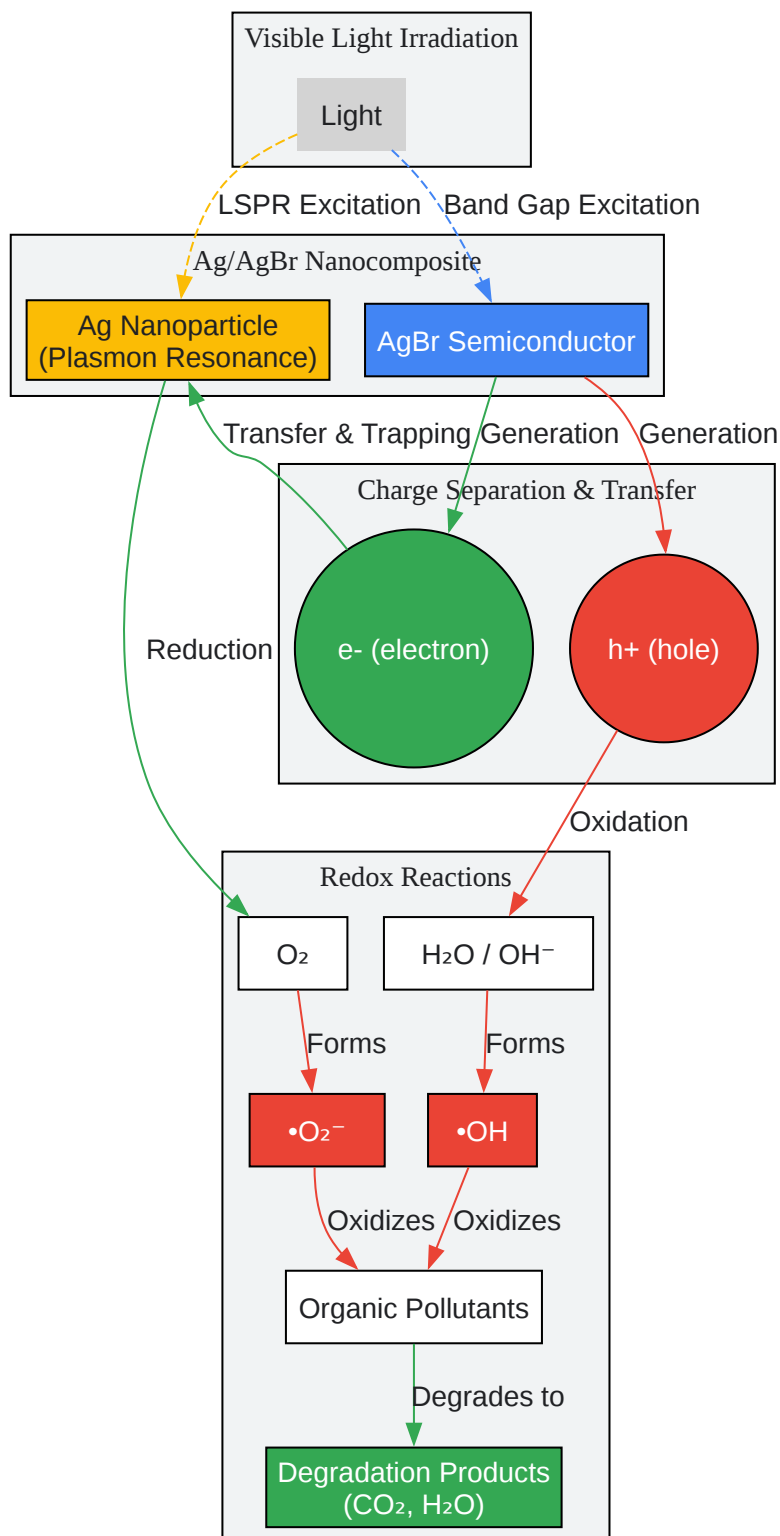 Visible Light Irradiation
Light
LSPR Excitation
Band Gap Excitation
Ag/AgBr Nanocomposite
Ag Nanoparticle
(Plasmon Resonance)
AgBr Semiconductor
Transfer & Trapping
Generation
Generation
Charge Separation & Transfer
e- (electron)
h+ (hole)
Reduction
Oxidation
Redox Reactions
O₂
H₂O / OH⁻
Forms
Forms
•O₂⁻
•OH
Oxidizes
Oxidizes
Organic Pollutants
Degrades to
Degradation Products
(CO₂, H₂O)